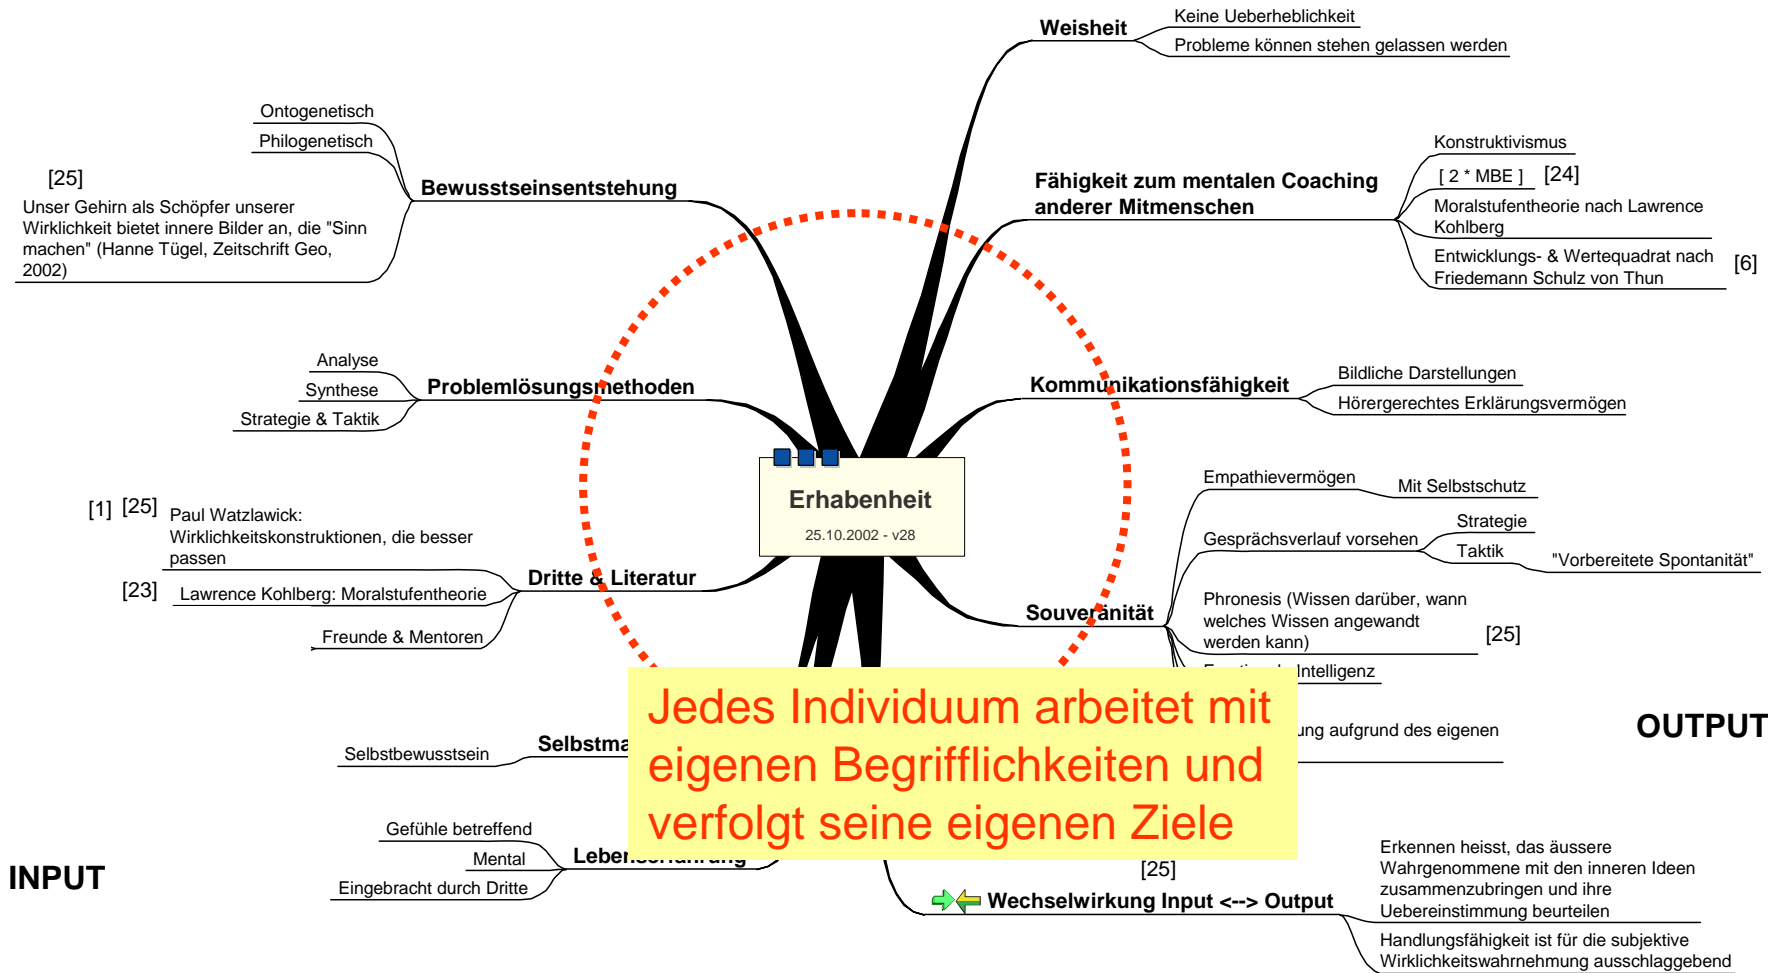 Weisheit
Keine Ueberheblichkeit
Probleme können stehen gelassen werden
Ontogenetisch
Philogenetisch
[25]
Unser Gehirn als Schöpfer unserer
Wirklichkeit bietet innere Bilder an, die "Sinn
machen" (Hanne Tügel, Zeitschrift Geo,
2002)
Bewusstseinsentstehung
Fähigkeit zum mentalen Coaching
anderer Mitmenschen
Konstruktivismus
[ 2 * MBE ]
[24]
Moralstufentheorie nach Lawrence
Kohlberg
Entwicklungs- & Wertequadrat nach
Friedemann Schulz von Thun
[6]
Analyse
Synthese
Strategie & Taktik
Problemlösungsmethoden
Kommunikationsfähigkeit
Bildliche Darstellungen
Hörergerechtes Erklärungsvermögen
Erhabenheit
25.10.2002 - v28
[1]
[25]
Paul Watzlawick:
Wirklichkeitskonstruktionen, die besser
passen
[23]
Lawrence Kohlberg: Moralstufentheorie
Freunde & Mentoren
Dritte & Literatur
Souveränität
Empathievermögen
Mit Selbstschutz
Gesprächsverlauf vorsehen
Strategie
Taktik
"Vorbereitete Spontanität"
Phronesis (Wissen darüber, wann
welches Wissen angewandt
werden kann)
[25]
Intelligenz
aufgrund des eigenen
OUTPUT
Jedes Individuum arbeitet mit
eigenen Begrifflichkeiten und
verfolgt seine eigenen Ziele
Selbstbewusstsein
Gefühle betreffend
Mental
Eingebracht durch Dritte
Lebenserfahrung
INPUT
[25]
Wechselwirkung Input <--> Output
Erkennen heisst, das äussere
Wahrgenommene mit den inneren Ideen
zusammenzubringen und ihre
Uebereinstimmung beurteilen
Handlungsfähigkeit ist für die subjektive
Wirklichkeitswahrnehmung ausschlaggebend